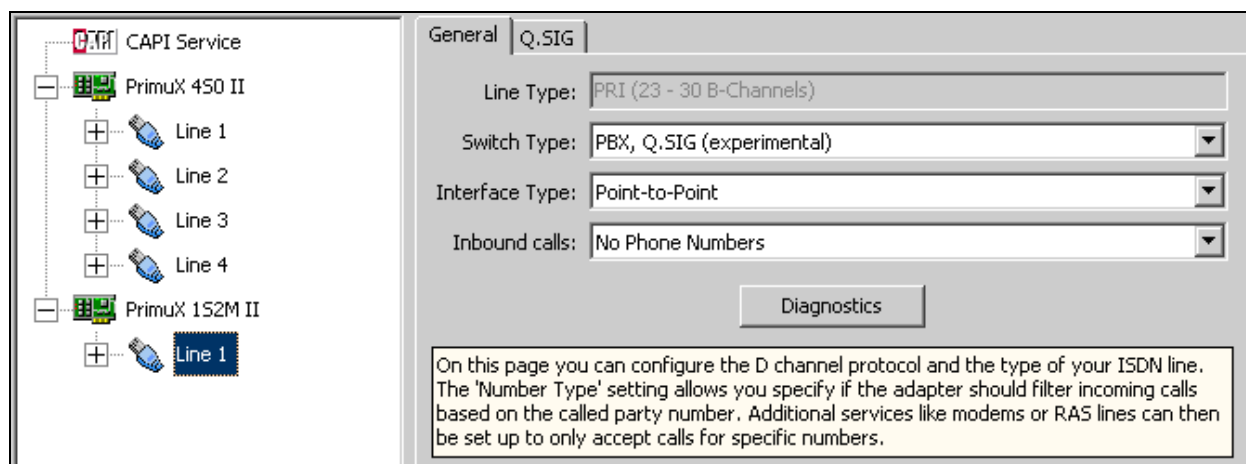 CAPI Service
PrimuX 4S0 II
Line 1
Line 2
Line 3
Line 4
PrimuX 1S2M II
Line 1
General
Q.SIG
Line Type: PRI (23 - 30 B-Channels)
Switch Type: PBX, Q.SIG (experimental)
Interface Type: Point-to-Point
Inbound calls: No Phone Numbers
Diagnostics
On this page you can configure the D channel protocol and the type of your ISDN line.
The 'Number Type' setting allows you specify if the adapter should filter incoming calls
based on the called party number. Additional services like modems or RAS lines can then
be set up to only accept calls for specific numbers.